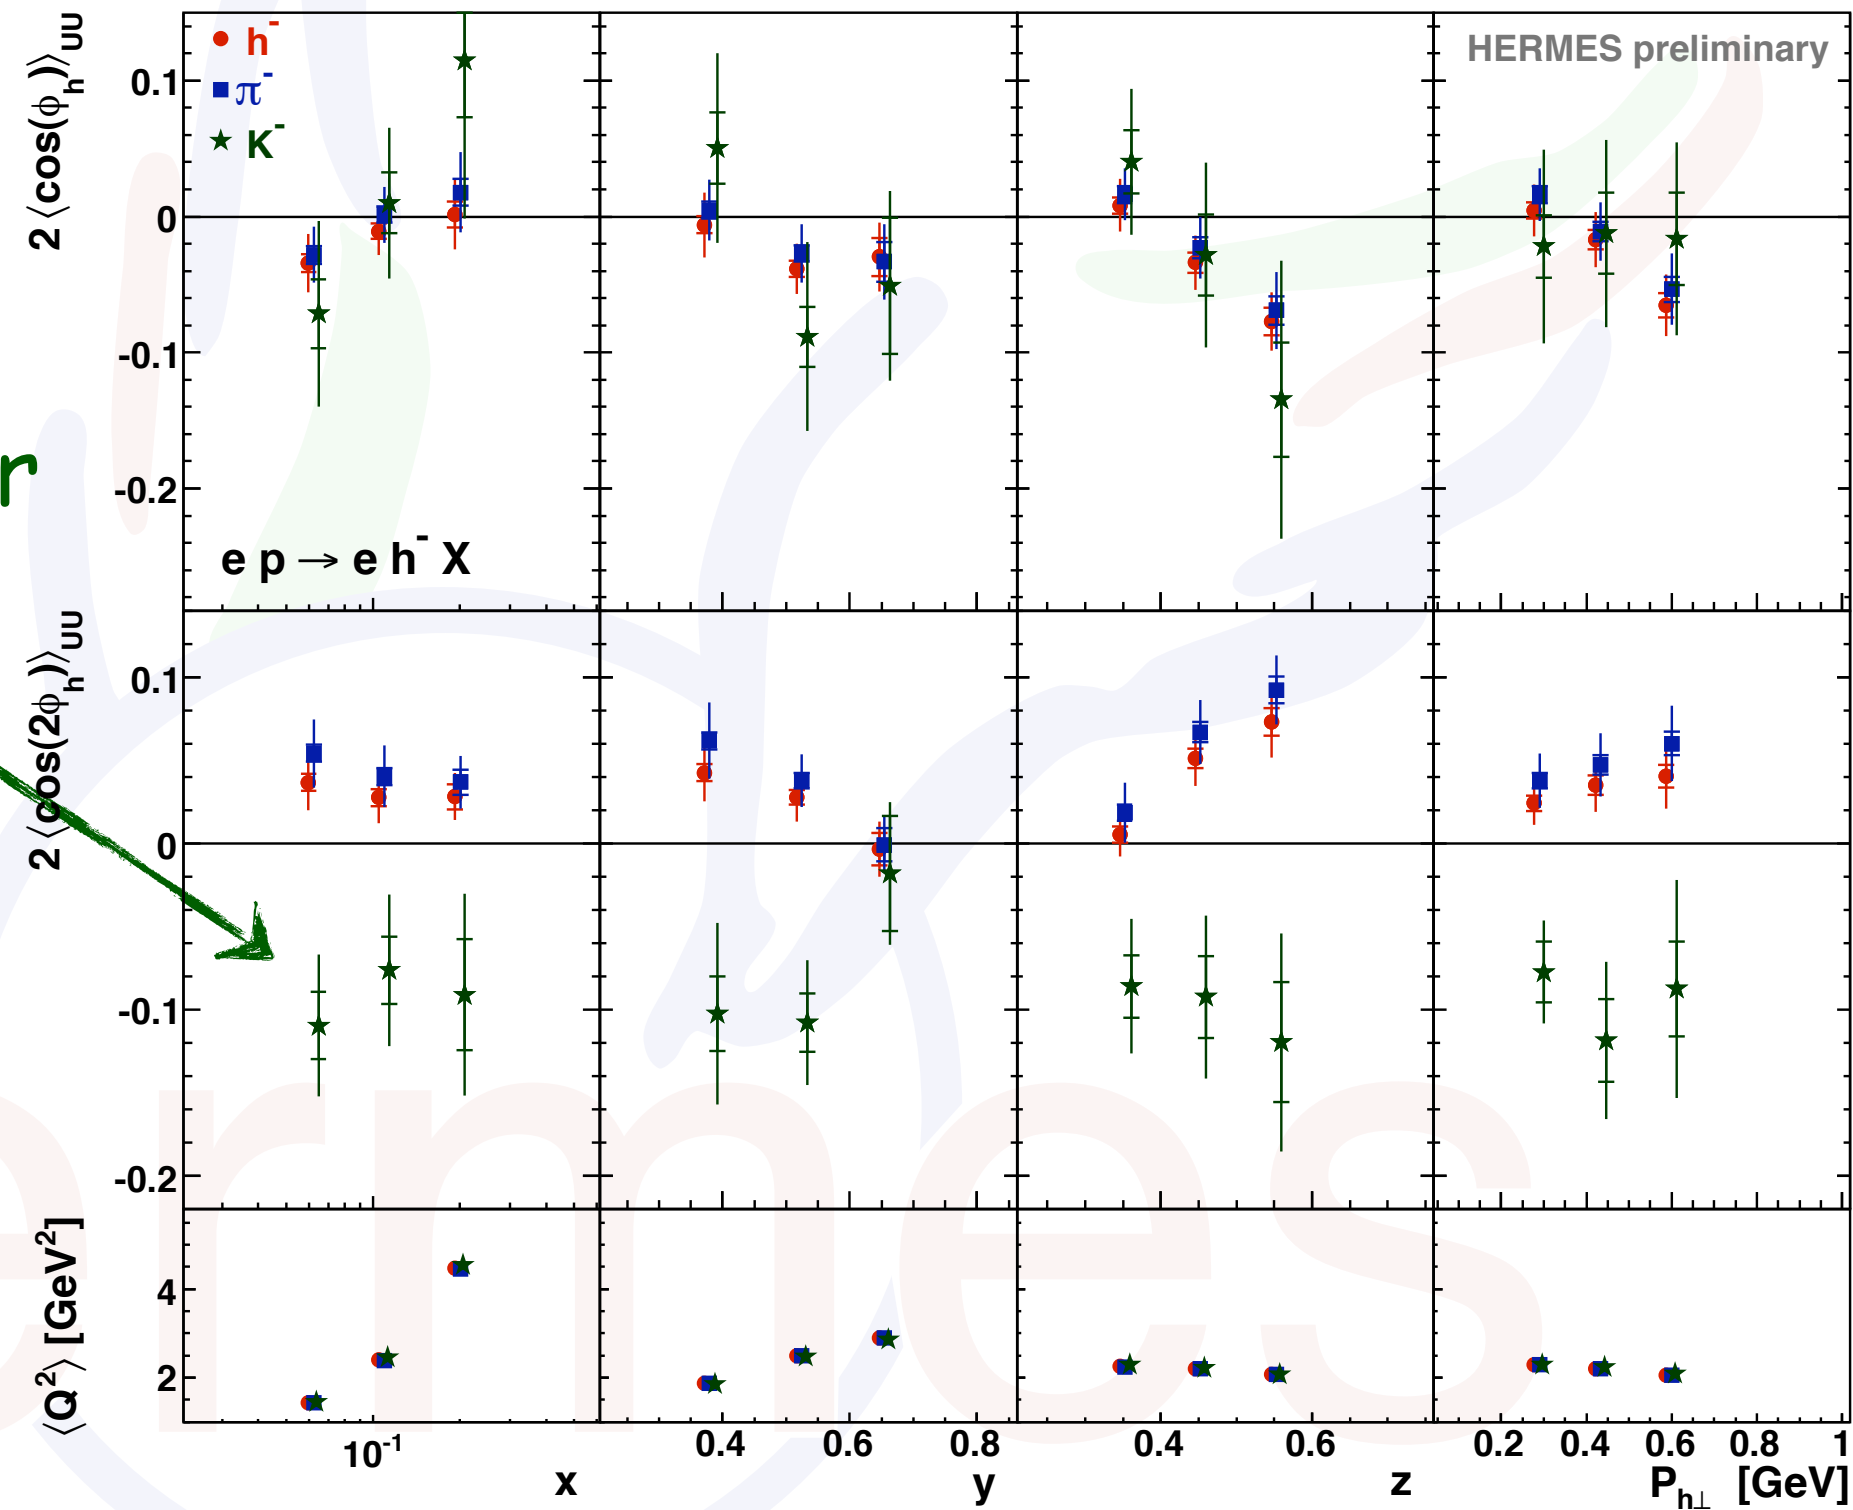 2 ⟨cos(ϕh)⟩UU
h-
π-
K-
HERMES preliminary
0.1
0
-0.1
-0.2
r
e p → e h- X
2 ⟨cos(2ϕh)⟩UU
0.1
0
-0.1
-0.2
⟨Q2⟩ [GeV2]
4
2
10-1
0.4 0.6 0.8
0.4 0.6
0.2 0.4 0.6 0.8 1
x
y
z
Ph⊥ [GeV]
ermes